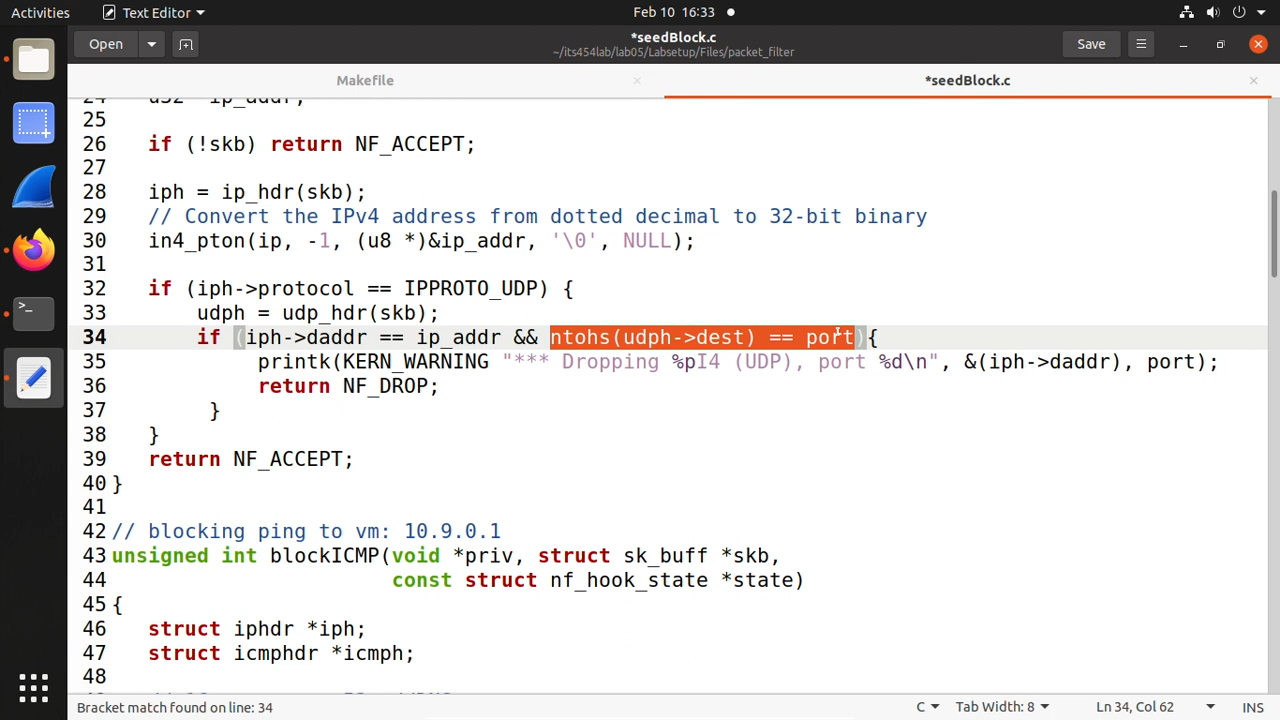 Activities Text Editor Feb 10 16:33
Open *seedBlock.c Save
~/its454lab/lab05/Labsetup/Files/packet_filter
Makefile *seedBlock.c
24 u32 ip_addr;
25
26 if (!skb) return NF_ACCEPT;
27
28 iph = ip_hdr(skb);
29 // Convert the IPv4 address from dotted decimal to 32-bit binary
30 in4_pton(ip, -1, (u8 *)&ip_addr, '\0', NULL);
31
32 if (iph->protocol == IPPROTO_UDP) {
33 udph = udp_hdr(skb);
34 if (iph->daddr == ip_addr && ntohs(udph->dest) == port){
35 printk(KERN_WARNING "*** Dropping %pI4 (UDP), port %d\n", &(iph->daddr), port);
36 return NF_DROP;
37 }
38 }
39 return NF_ACCEPT;
40 }
41
42 // blocking ping to vm: 10.9.0.1
43 unsigned int blockICMP(void *priv, struct sk_buff *skb,
44 const struct nf_hook_state *state)
45 {
46 struct iphdr *iph;
47 struct icmphdr *icmph;
48
Bracket match found on line: 34 C Tab Width: 8 Ln 34, Col 62 INS